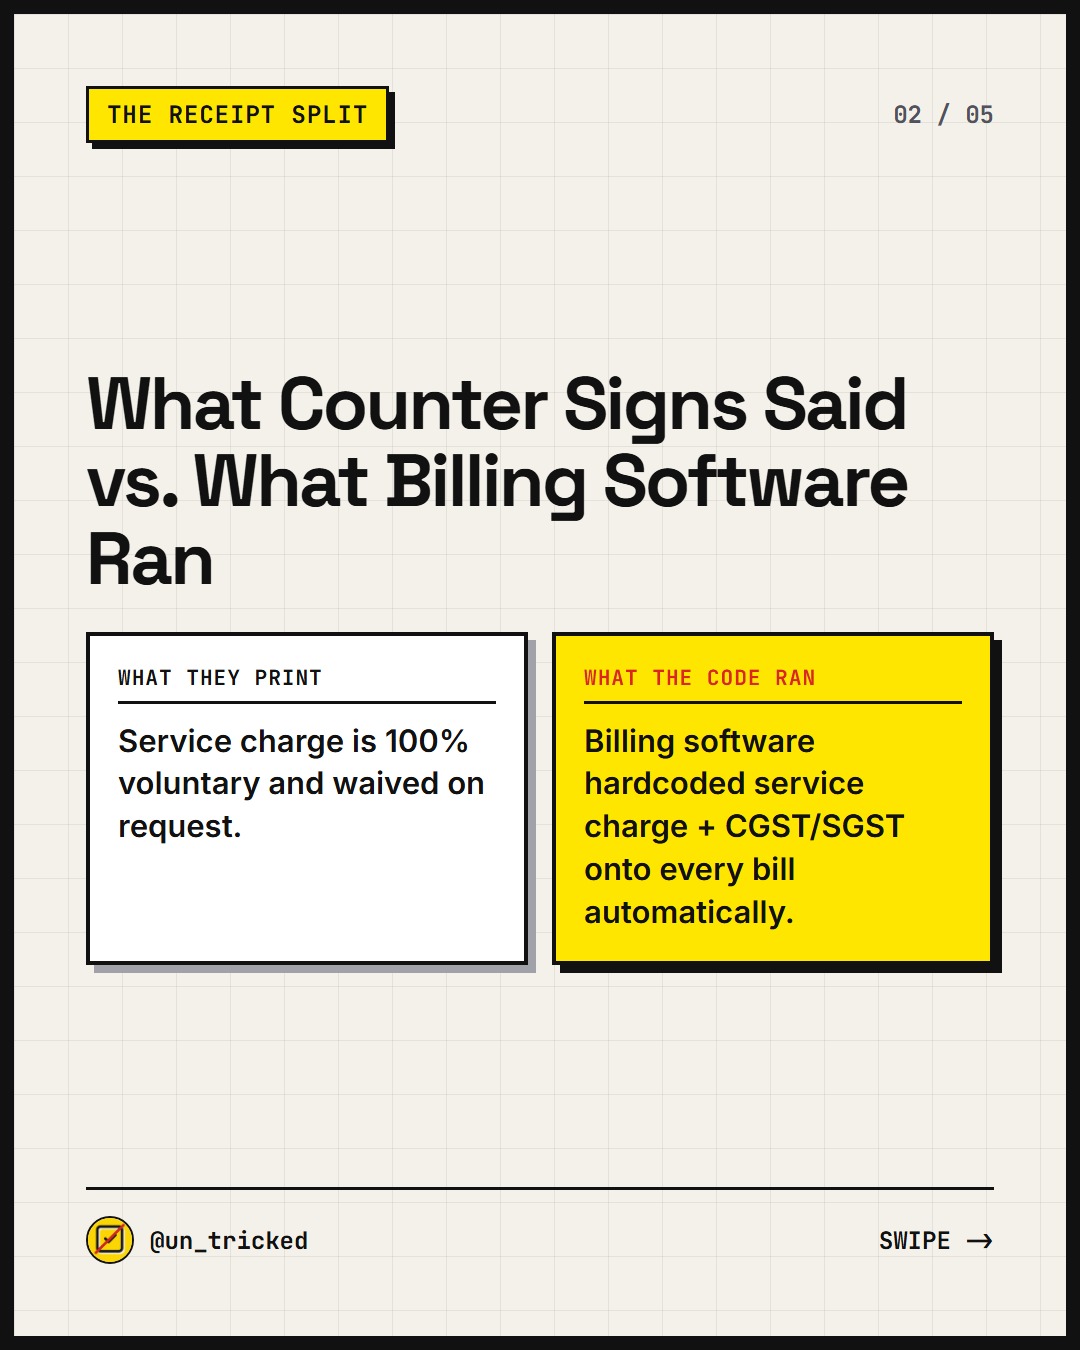 THE RECEIPT SPLIT
02 / 05
What Counter Signs Said
vs. What Billing Software
Ran
WHAT THEY PRINT
Service charge is 100%
voluntary and waived on
request.
WHAT THE CODE RAN
Billing software
hardcoded service
charge + CGST/SGST
onto every bill
automatically.
@un_tricked
SWIPE →